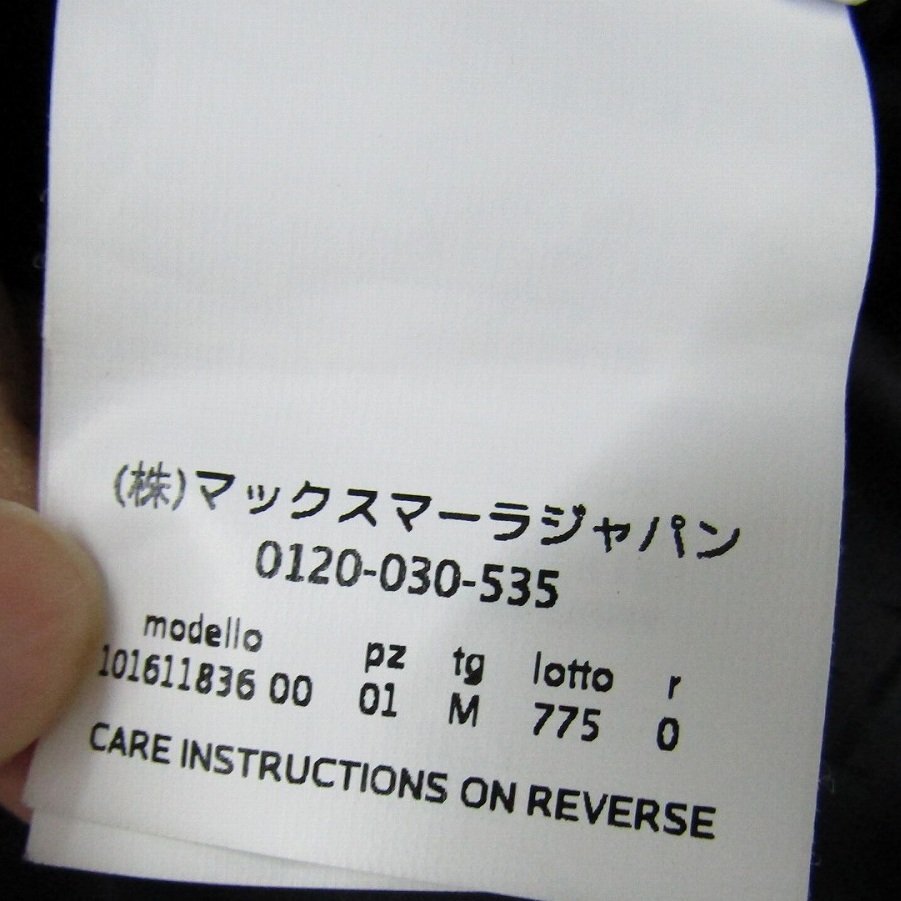 (株)マックスマーラジャパン
0120-030-535
modello pz tg lotto r
101611836 00 01 M 775 0
CARE INSTRUCTIONS ON REVERSE